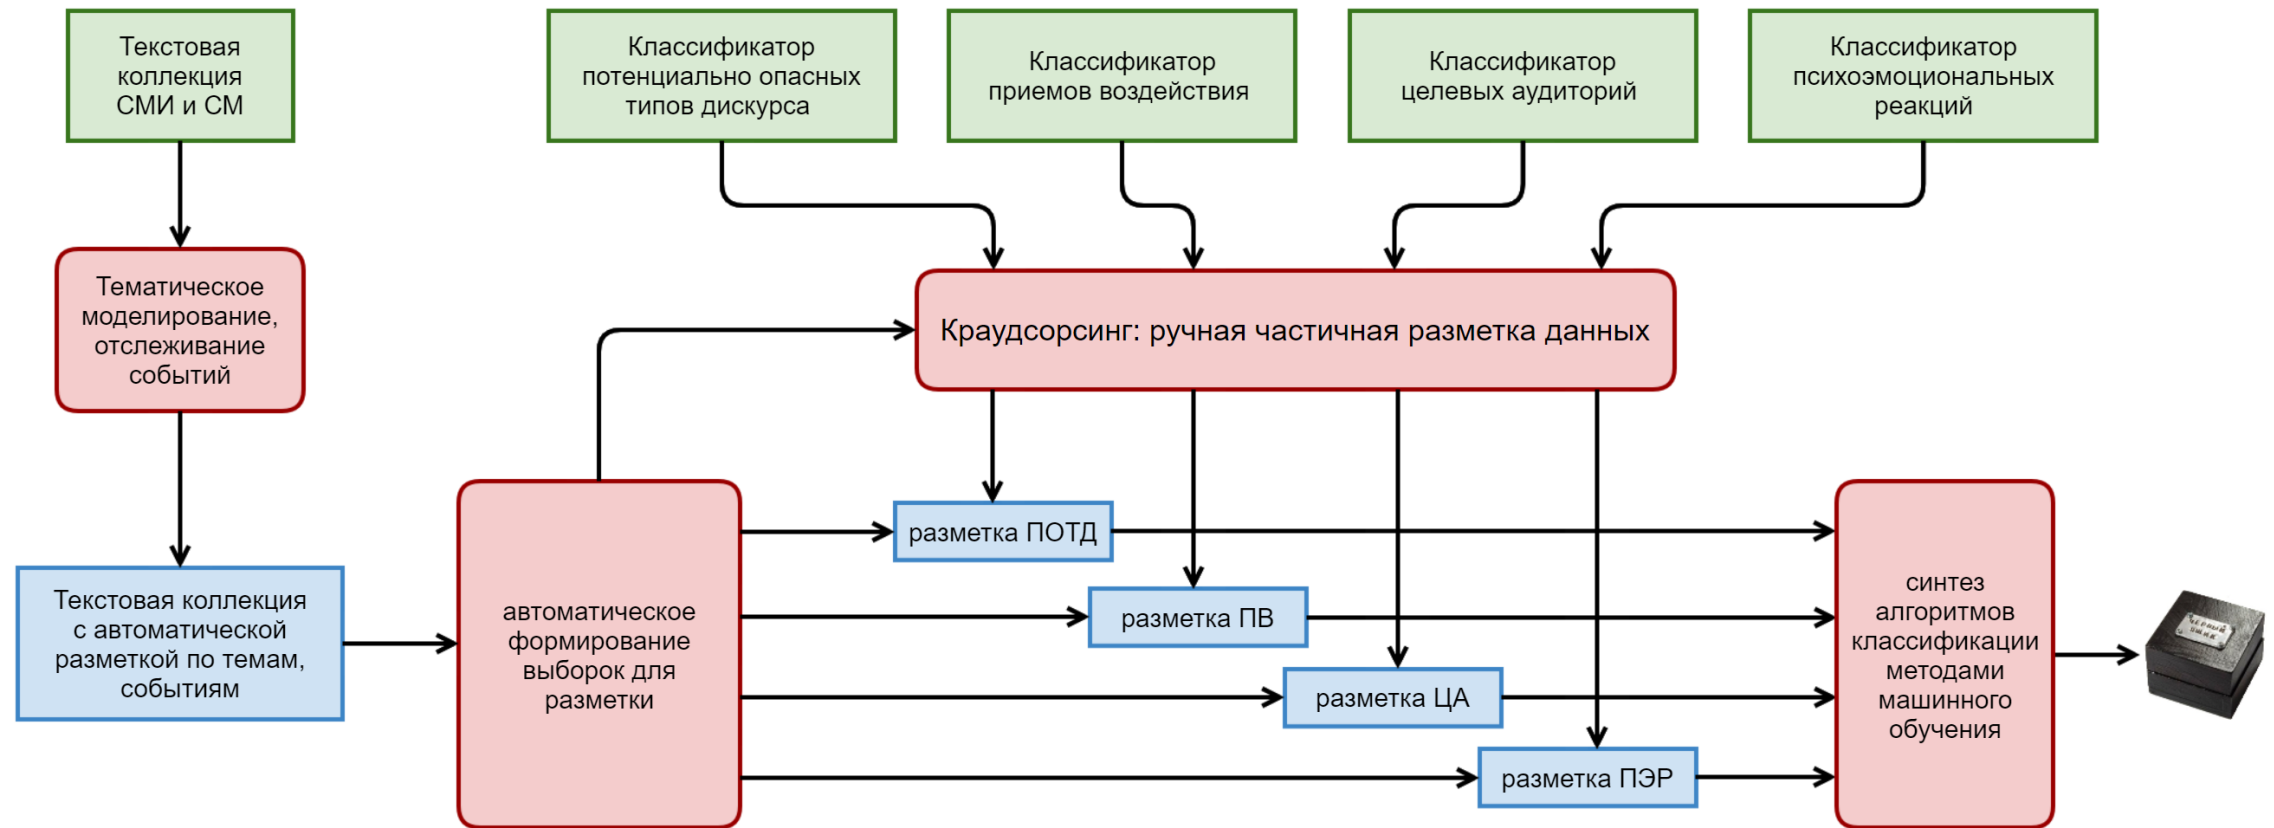 Текстовая
коллекция
СМИ и СМ
Классификатор
потенциально опасных
типов дискурса
Классификатор
приемов воздействия
Классификатор
целевых аудиторий
Классификатор
психоэмоциональных
реакций
Тематическое
моделирование,
отслеживание
событий
Краудсорсинг: ручная частичная разметка данных
Текстовая коллекция
с автоматической
разметкой по темам,
событиям
автоматическое
формирование
выборок для
разметки
разметка ПОТД
разметка ПВ
разметка ЦА
разметка ПЭР
синтез
алгоритмов
классификации
методами
машинного
обучения
ЧЕРНЫЙ
ЯЩИК